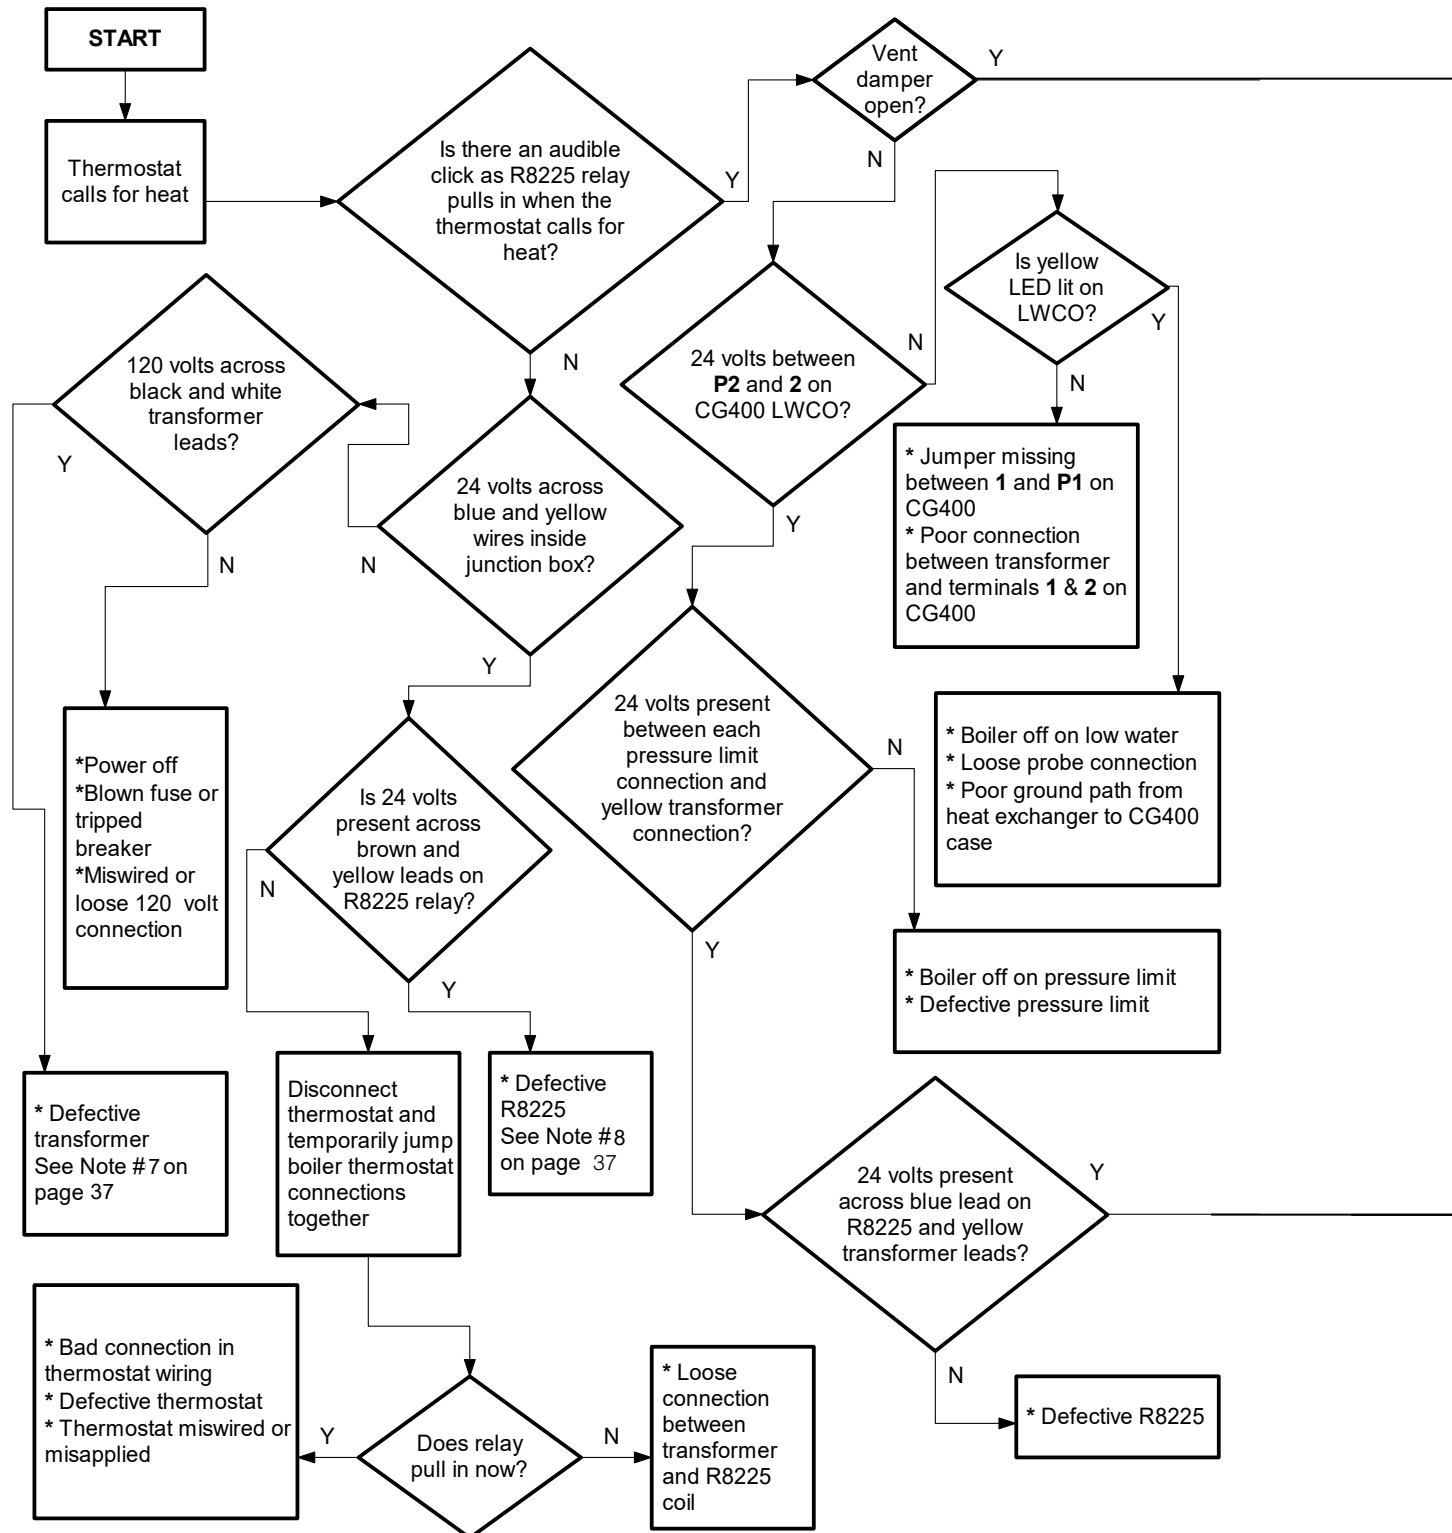 START
Thermostat
calls for heat
Is there an audible
click as R8225 relay
pulls in when the
thermostat calls for
heat?
Y
N
Vent
damper
open?
Y
N
Is yellow
LED lit on
LWCO?
Y
N
24 volts between
P2 and 2 on
CG400 LWCO?
N
Y
120 volts across
black and white
transformer
leads?
Y
N
24 volts across
blue and yellow
wires inside
junction box?
N
Y
* Jumper missing
between 1 and P1 on
CG400
* Poor connection
between transformer
and terminals 1 & 2 on
CG400
*Power off
*Blown fuse or
tripped
breaker
*Miswired or
loose 120 volt
connection
Is 24 volts
present across
brown and
yellow leads on
R8225 relay?
N
Y
24 volts present
between each
pressure limit
connection and
yellow transformer
connection?
N
Y
* Boiler off on low water
* Loose probe connection
* Poor ground path from
heat exchanger to CG400
case
* Boiler off on pressure limit
* Defective pressure limit
* Defective
transformer
See Note #7 on
page 37
Disconnect
thermostat and
temporarily jump
boiler thermostat
connections
together
* Defective
R8225
See Note #8
on page 37
24 volts present
across blue lead on
R8225 and yellow
transformer leads?
Y
N
* Bad connection in
thermostat wiring
* Defective thermostat
* Thermostat miswired or
misapplied
Y
Does relay
pull in now?
N
* Loose
connection
between
transformer
and R8225
coil
* Defective R8225